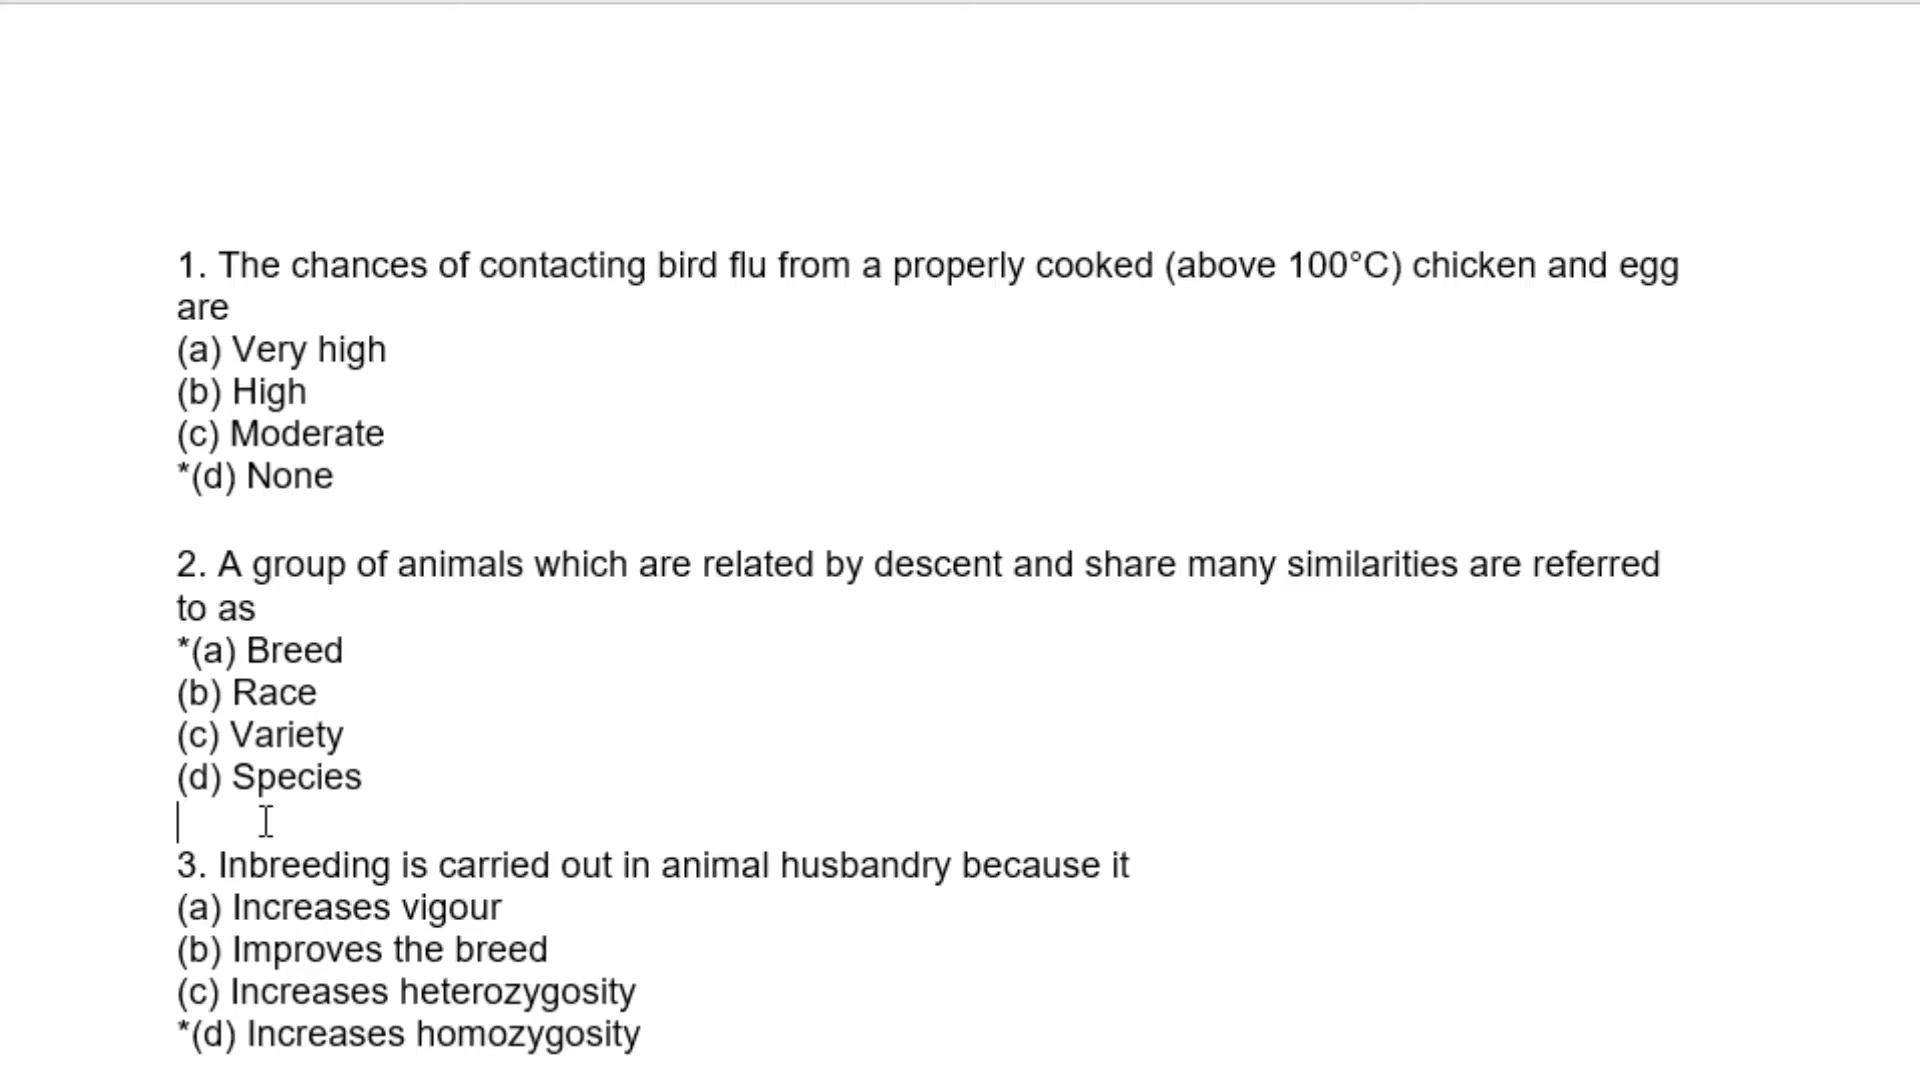 1. The chances of contacting bird flu from a properly cooked (above 100°C) chicken and egg
are
(a) Very high
(b) High
(c) Moderate
*(d) None
2. A group of animals which are related by descent and share many similarities are referred
to as
*(a) Breed
(b) Race
(c) Variety
(d) Species
3. Inbreeding is carried out in animal husbandry because it
(a) Increases vigour
(b) Improves the breed
(c) Increases heterozygosity
*(d) Increases homozygosity